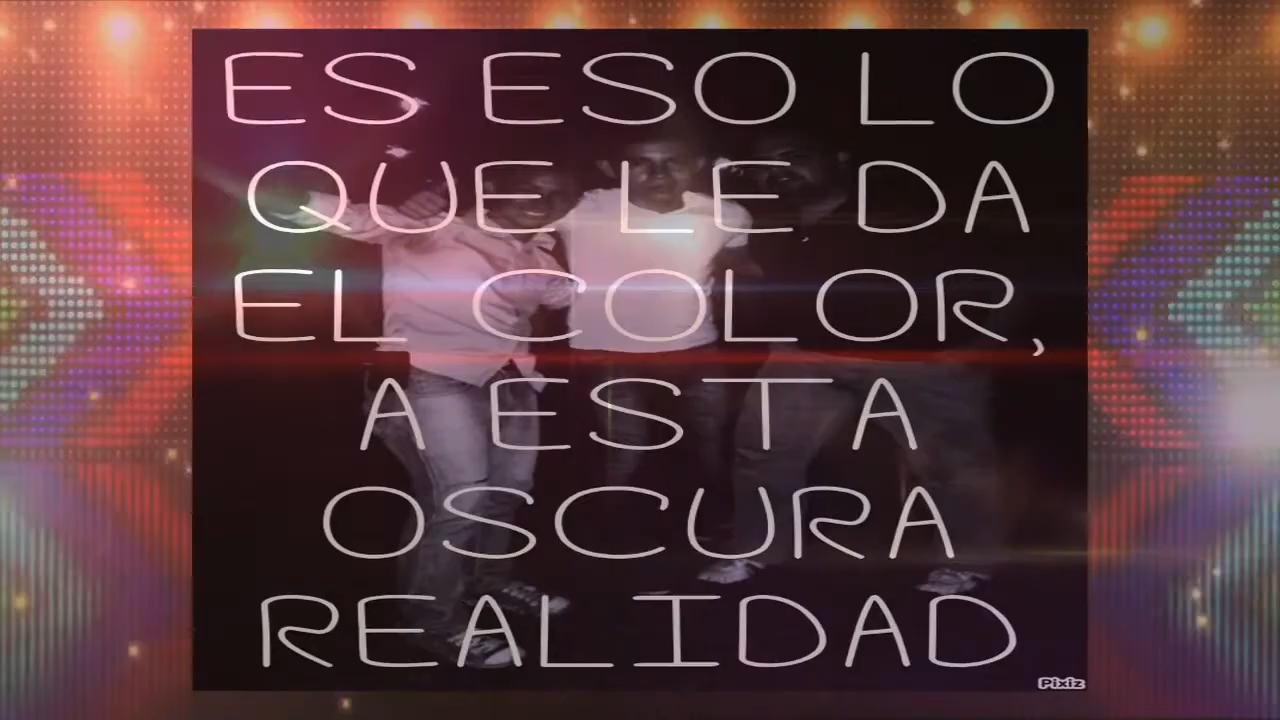 ES ESO LO
QUE LE DA
EL COLOR,
A ESTA
OSCURA
REALIDAD
Pixiz